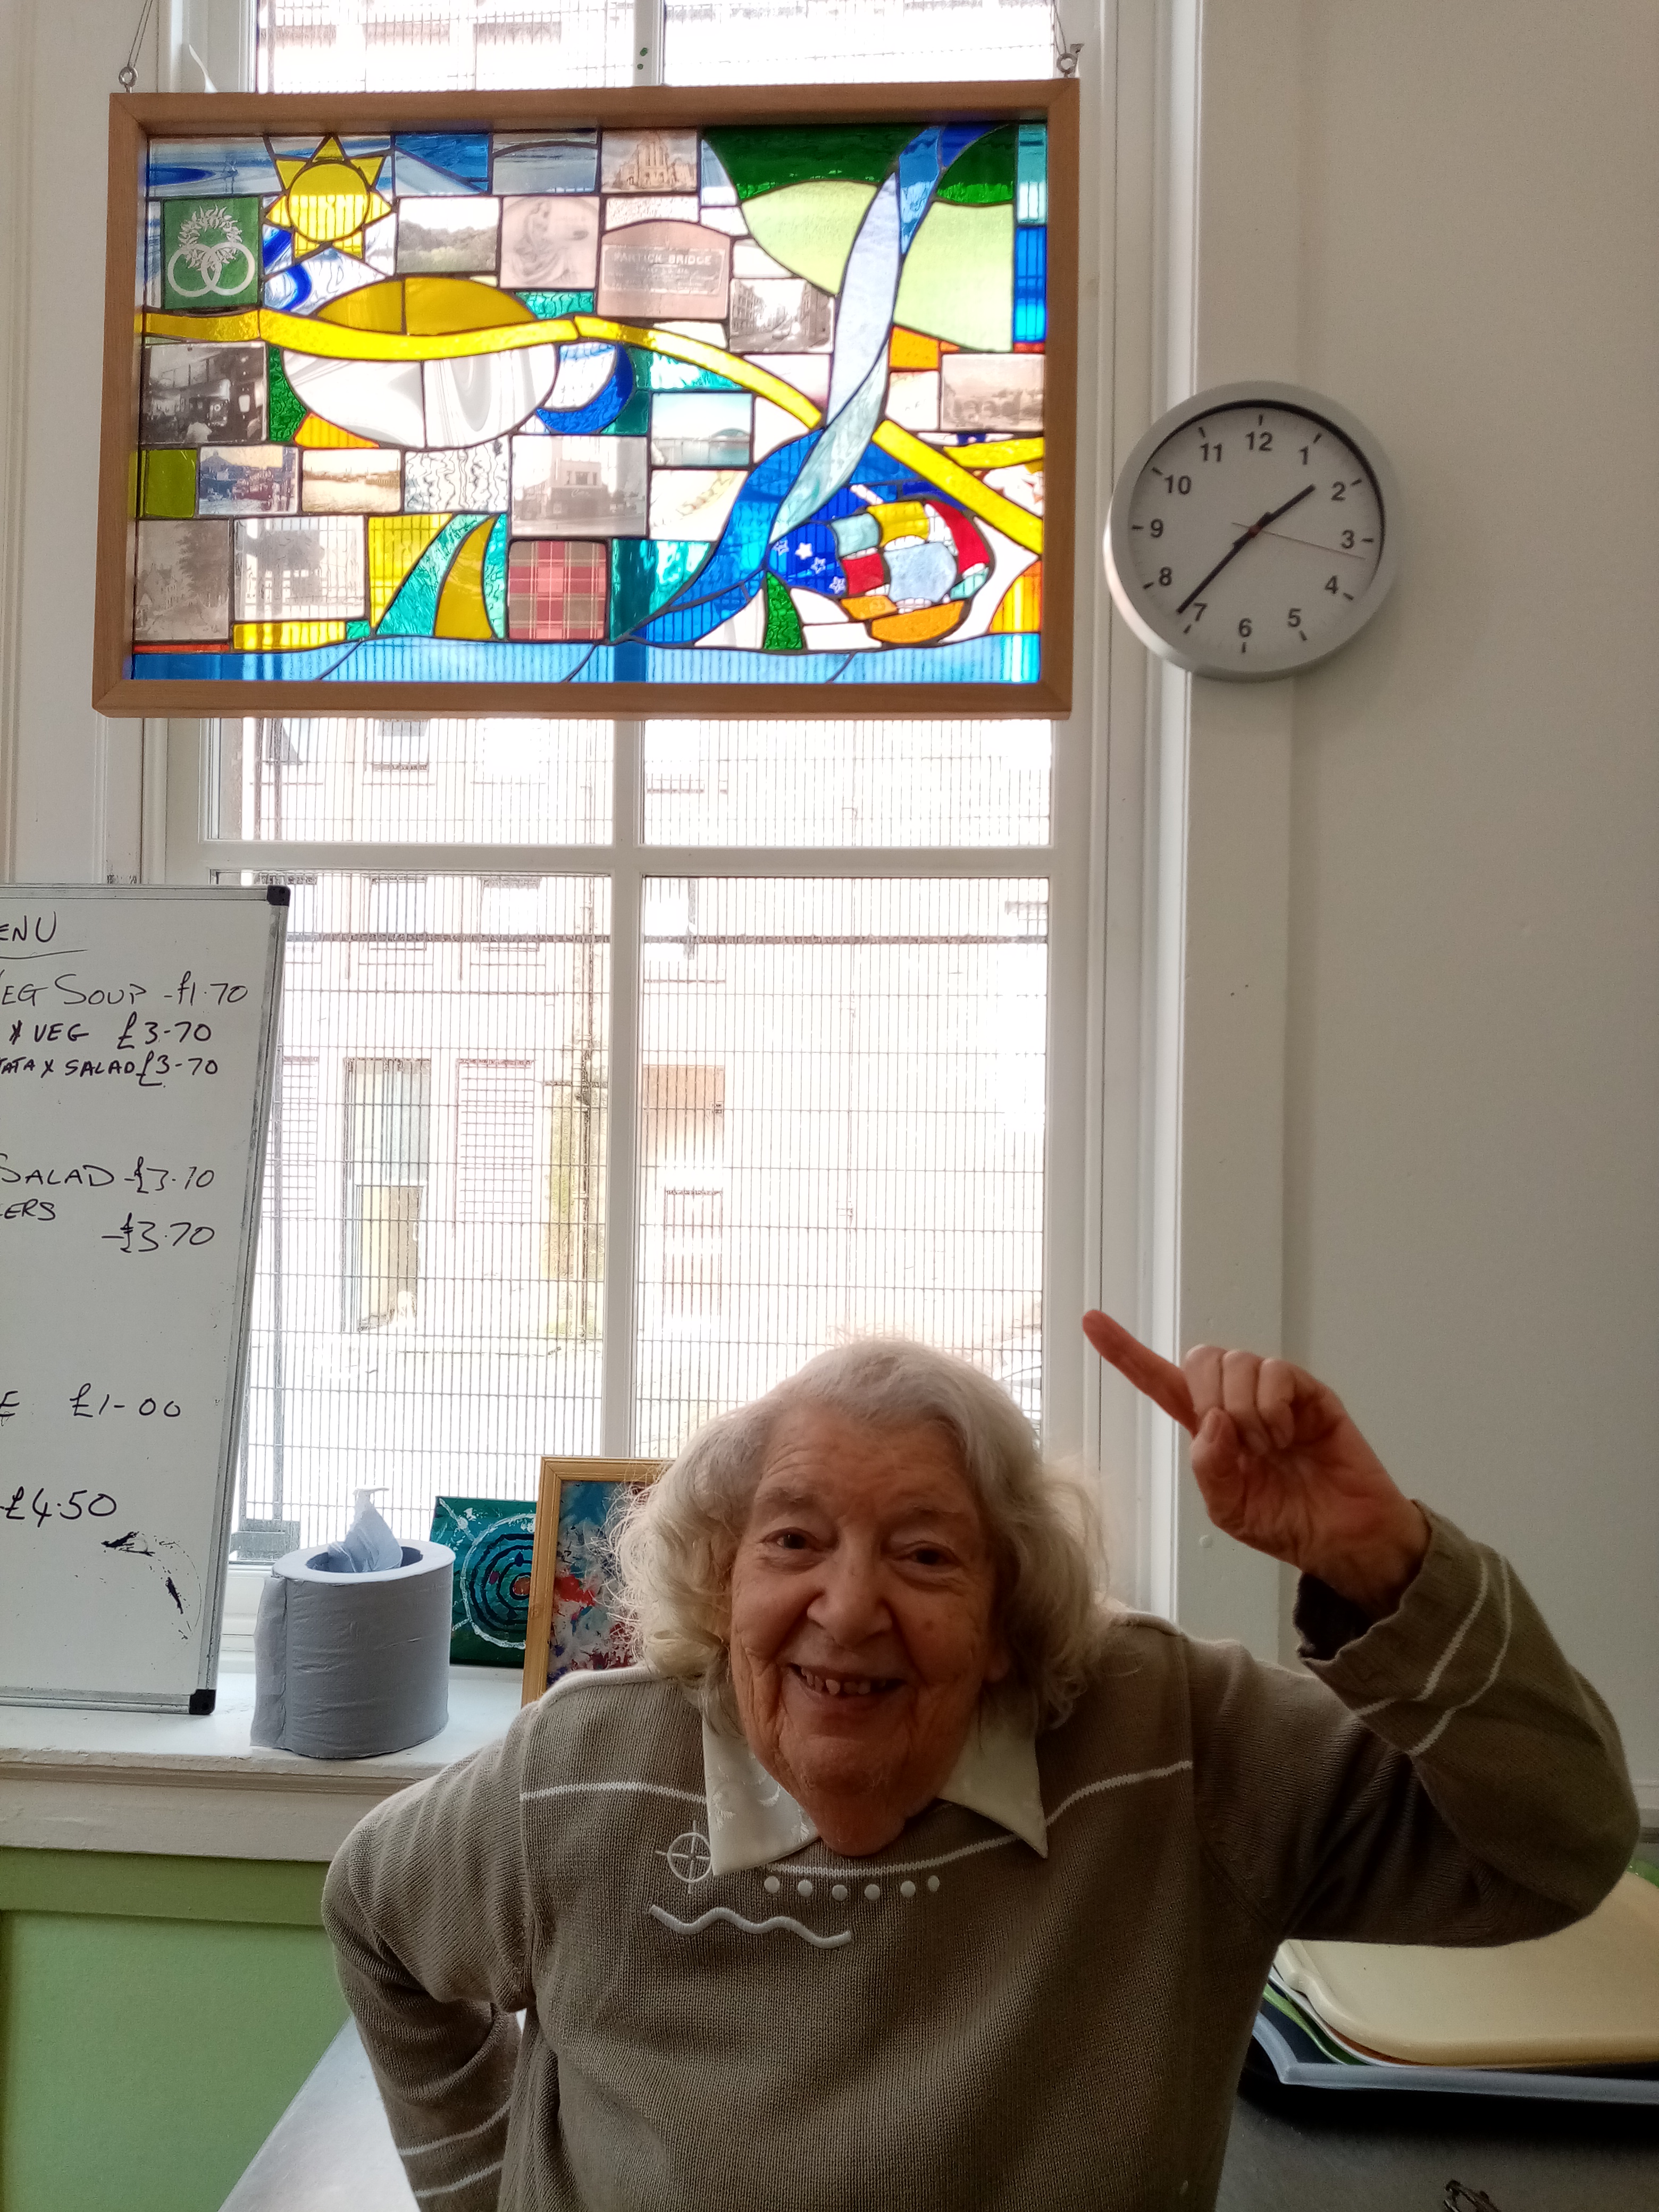 PARTICK BRIDGE
12
1
2
3
4
5
6
7
8
9
10
11
ENU
EG SOUP -£1.70
* VEG £3-70
SALAD £3-70
SALAD -£3.70
ERS
-£3.70
E £1-00
-£4.50